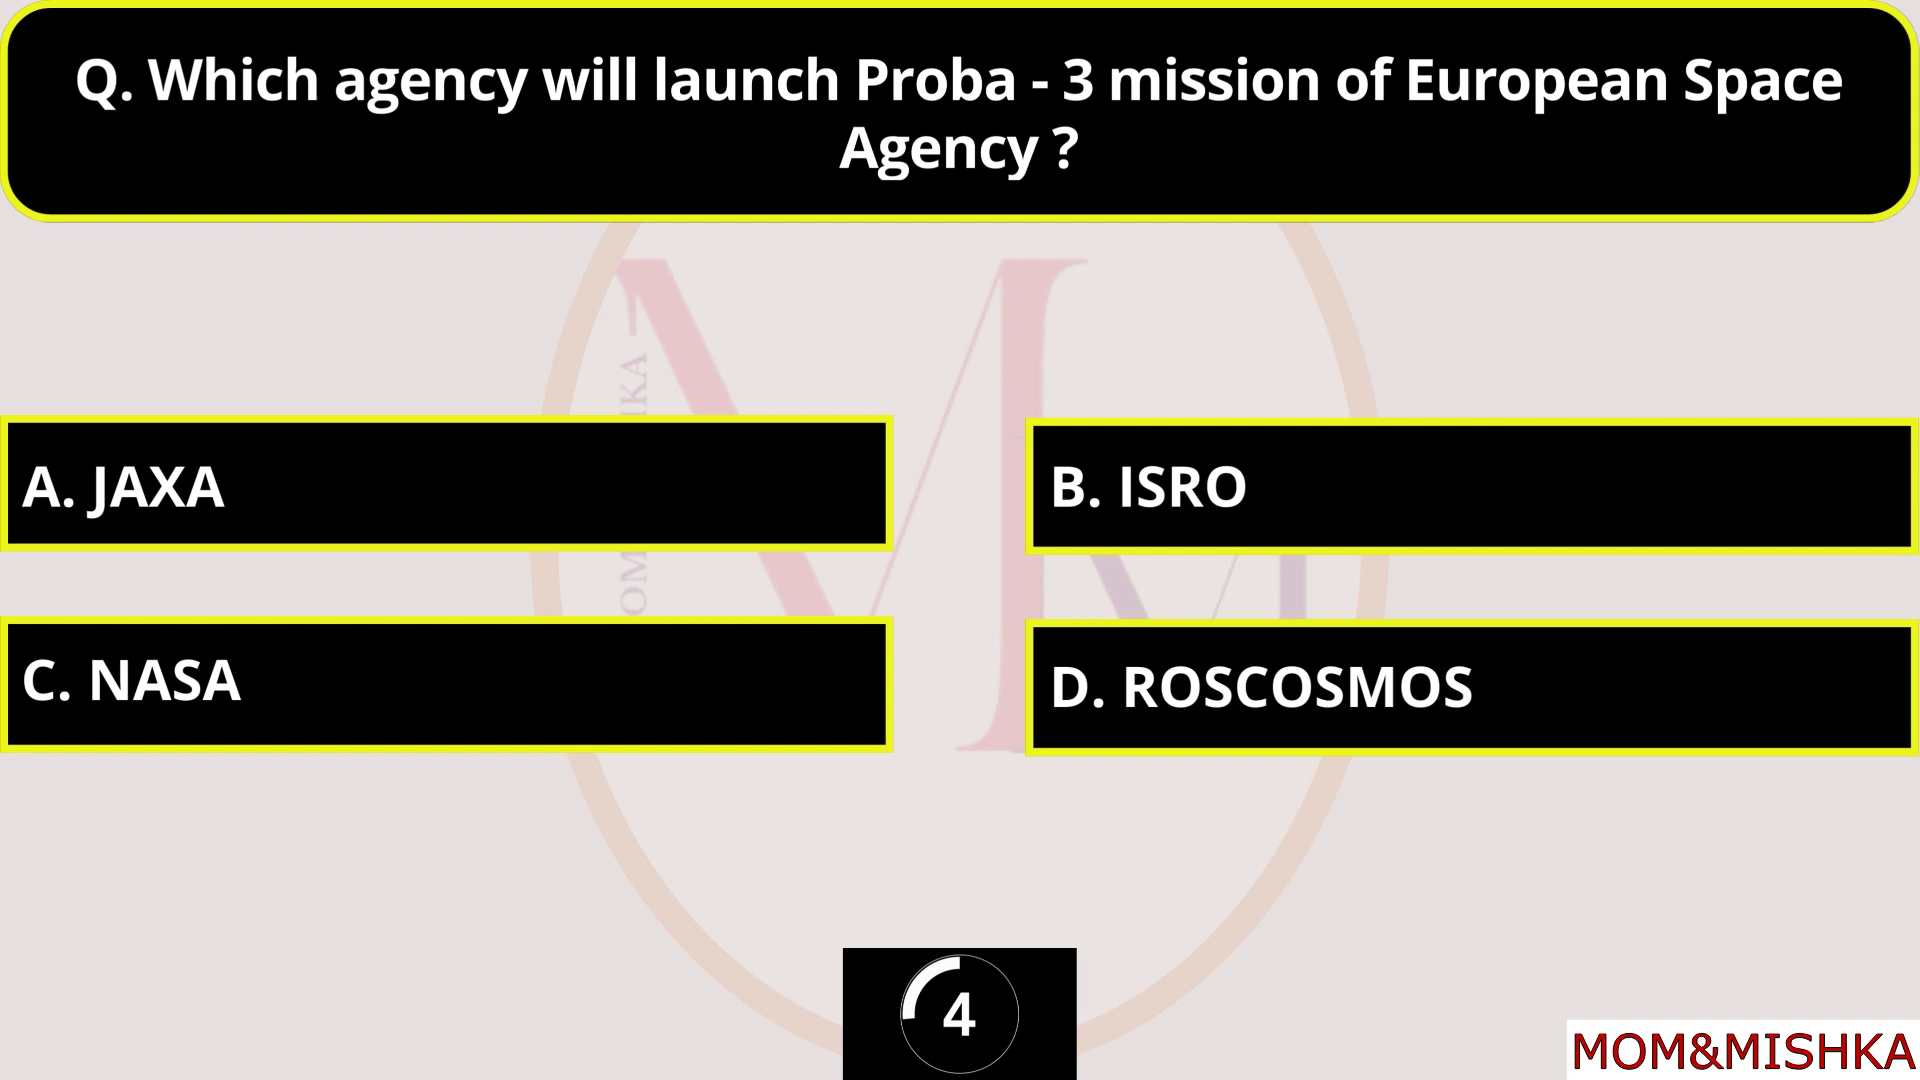 Q. Which agency will launch Proba - 3 mission of European Space
Agency ?
A. JAXA
B. ISRO
C. NASA
D. ROSCOSMOS
4
MOM&MISHKA